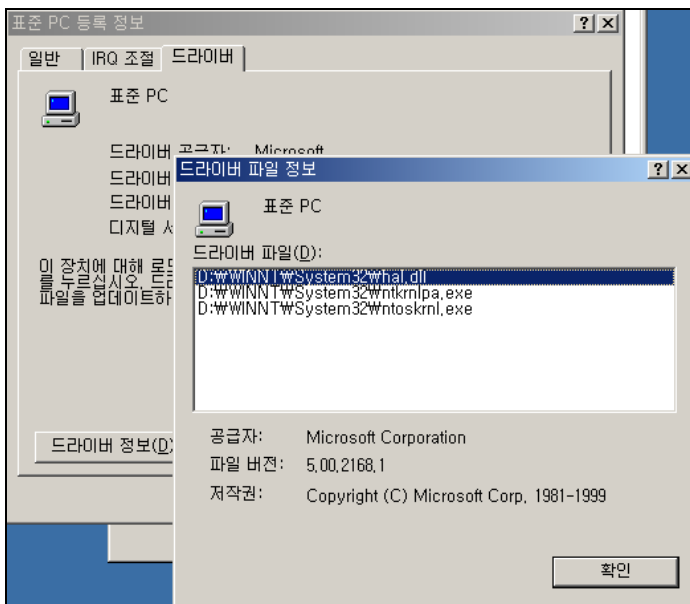 표준 PC 등록 정보
일반
IRQ 조절
드라이버
표준 PC
드라이버 공급자: Microsoft
드라이버
드라이버
디지털
이 장치에 대해
를 누르십시오.
파일을 업데이트하
드라이버 정보(D)
드라이버 파일 정보
표준 PC
드라이버 파일(D):
D:₩WINNT₩System32₩hal.dll
D:₩WINNT₩System32₩ntkrnlpa.exe
D:₩WINNT₩System32₩ntoskrnl.exe
공급자: Microsoft Corporation
파일 버전: 5.00.2168.1
저작권: Copyright (C) Microsoft Corp. 1981-1999
확인